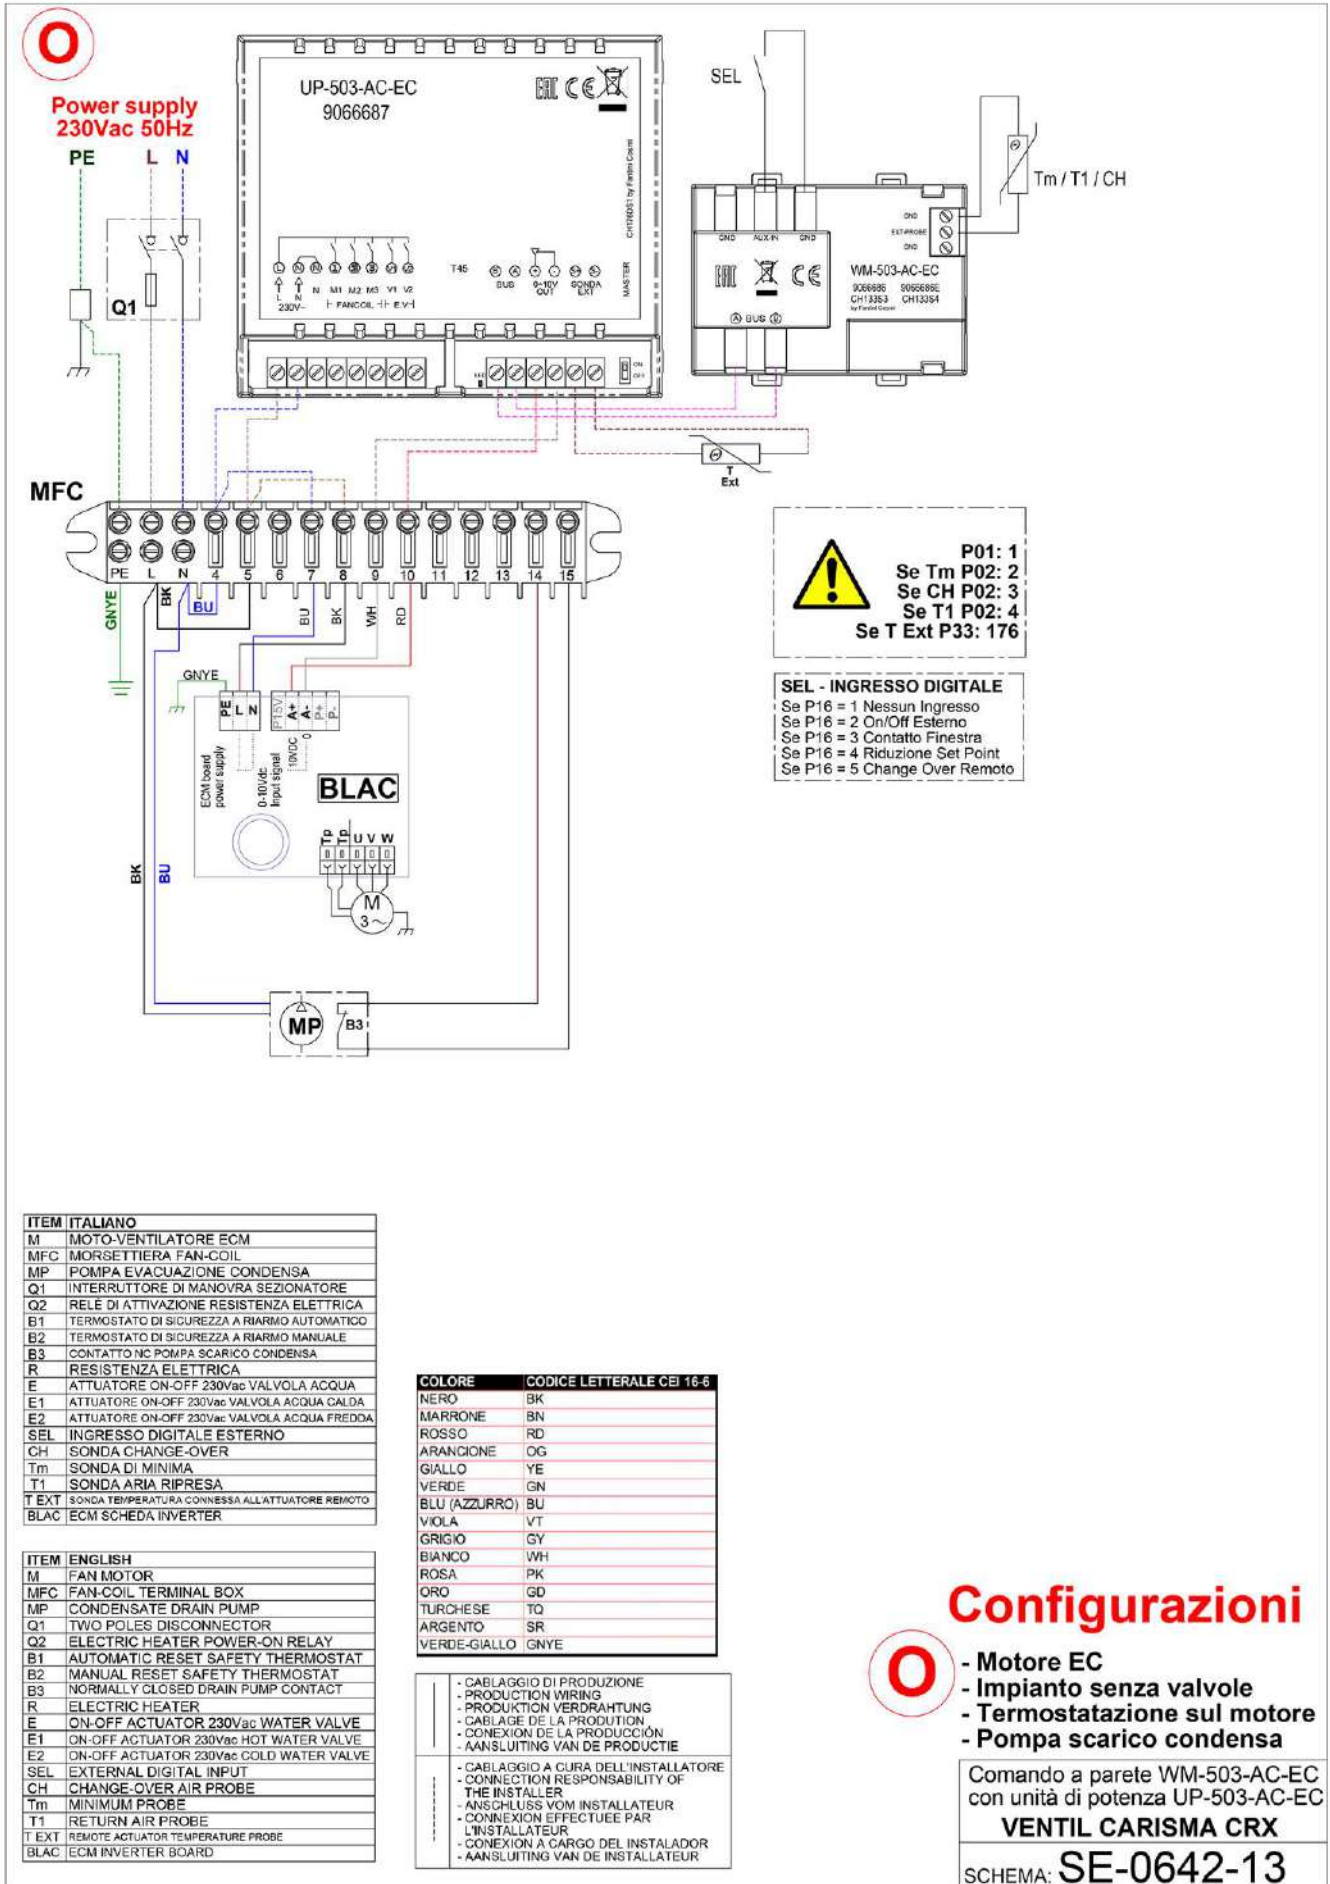 O
Power supply
230Vac 50Hz
PE L N
Q1
UP-503-AC-EC
9066687
CH176DS1 by Fantini Cosmi
MASTER
L N N M1 M2 M3 V1 V2
230V~
FANCOIL E.V
T45
BUS
0-10V
OUT
SONDA
EXT
LED
ON
OFF
SEL
GND AUX-IN GND
GND
EXT-PROBE
GND
WM-503-AC-EC
9066686 9066686E
CH133S3 CH133S4
by Fantini Cosmi
A BUS B
Tm / T1 / CH
T
Ext
MFC
PE L N 4 5 6 7 8 9 10 11 12 13 14 15
GNYE
BK
BU
BU
BK
WH
RD
GNYE
PE L N
P15V A+ A- P+ P-
10VDC 0
ECM board
power supply
0-10Vdc
Input signal
BLAC
Tp Tp U V W
M
3~
BK
BU
MP
B3
P01: 1
Se Tm P02: 2
Se CH P02: 3
Se T1 P02: 4
Se T Ext P33: 176
SEL - INGRESSO DIGITALE
Se P16 = 1 Nessun Ingresso
Se P16 = 2 On/Off Esterno
Se P16 = 3 Contatto Finestra
Se P16 = 4 Riduzione Set Point
Se P16 = 5 Change Over Remoto
ITEM ITALIANO
M MOTO-VENTILATORE ECM
MFC MORSETTIERA FAN-COIL
MP POMPA EVACUAZIONE CONDENSA
Q1 INTERRUTTORE DI MANOVRA SEZIONATORE
Q2 RELÈ DI ATTIVAZIONE RESISTENZA ELETTRICA
B1 TERMOSTATO DI SICUREZZA A RIARMO AUTOMATICO
B2 TERMOSTATO DI SICUREZZA A RIARMO MANUALE
B3 CONTATTO NC POMPA SCARICO CONDENSA
R RESISTENZA ELETTRICA
E ATTUATORE ON-OFF 230Vac VALVOLA ACQUA
E1 ATTUATORE ON-OFF 230Vac VALVOLA ACQUA CALDA
E2 ATTUATORE ON-OFF 230Vac VALVOLA ACQUA FREDDA
SEL INGRESSO DIGITALE ESTERNO
CH SONDA CHANGE-OVER
Tm SONDA DI MINIMA
T1 SONDA ARIA RIPRESA
T EXT SONDA TEMPERATURA CONNESSA ALL'ATTUATORE REMOTO
BLAC ECM SCHEDA INVERTER
ITEM ENGLISH
M FAN MOTOR
MFC FAN-COIL TERMINAL BOX
MP CONDENSATE DRAIN PUMP
Q1 TWO POLES DISCONNECTOR
Q2 ELECTRIC HEATER POWER-ON RELAY
B1 AUTOMATIC RESET SAFETY THERMOSTAT
B2 MANUAL RESET SAFETY THERMOSTAT
B3 NORMALLY CLOSED DRAIN PUMP CONTACT
R ELECTRIC HEATER
E ON-OFF ACTUATOR 230Vac WATER VALVE
E1 ON-OFF ACTUATOR 230Vac HOT WATER VALVE
E2 ON-OFF ACTUATOR 230Vac COLD WATER VALVE
SEL EXTERNAL DIGITAL INPUT
CH CHANGE-OVER AIR PROBE
Tm MINIMUM PROBE
T1 RETURN AIR PROBE
T EXT REMOTE ACTUATOR TEMPERATURE PROBE
BLAC ECM INVERTER BOARD
COLORE CODICE LETTERALE CEI 16-6
NERO BK
MARRONE BN
ROSSO RD
ARANCIONE OG
GIALLO YE
VERDE GN
BLU (AZZURRO) BU
VIOLA VT
GRIGIO GY
BIANCO WH
ROSA PK
ORO GD
TURCHESE TQ
ARGENTO SR
VERDE-GIALLO GNYE
- CABLAGGIO DI PRODUZIONE
- PRODUCTION WIRING
- PRODUKTION VERDRAHTUNG
- CABLAGE DE LA PRODUTION
- CONEXION DE LA PRODUCCIÓN
- AANSLUITING VAN DE PRODUCTIE
- CABLAGGIO A CURA DELL'INSTALLATORE
- CONNECTION RESPONSABILITY OF
THE INSTALLER
- ANSCHLUSS VOM INSTALLATEUR
- CONNEXION EFFECTUEE PAR
L'INSTALLATEUR
- CONEXION A CARGO DEL INSTALADOR
- AANSLUITING VAN DE INSTALLATEUR
Configurazioni
O
- Motore EC
- Impianto senza valvole
- Termostatazione sul motore
- Pompa scarico condensa
Comando a parete WM-503-AC-EC
con unità di potenza UP-503-AC-EC
VENTIL CARISMA CRX
SCHEMA: SE-0642-13